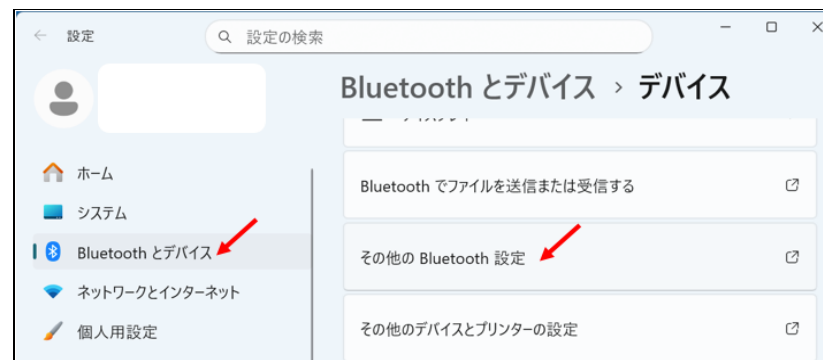 設定
設定の検索
Bluetooth とデバイス › デバイス
ホーム
システム
Bluetooth とデバイス
ネットワークとインターネット
個人用設定
Bluetooth でファイルを送信または受信する
その他の Bluetooth 設定
その他のデバイスとプリンターの設定